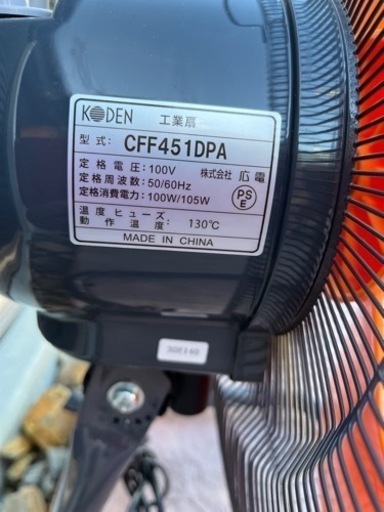 KODEN 工業扇
型式: CFF451DPA
定格電圧:100V 株式会社 広電
定格周波数:50/60Hz
定格消費電力:100W/105W
PS
E
温度ヒューズ
動作温度: 130℃
MADE IN CHINA